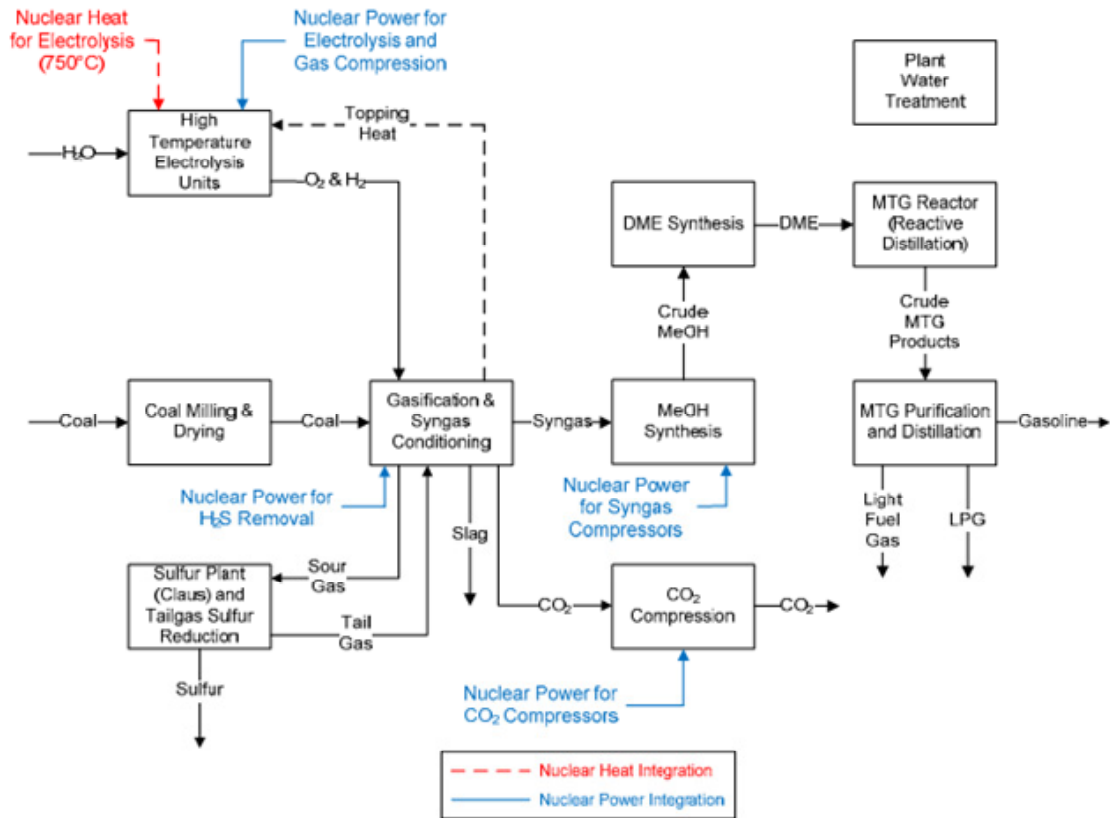 Nuclear Heat
for Electrolysis
(750°C)
Nuclear Power for
Electrolysis and
Gas Compression
Plant
Water
Treatment
High
Temperature
Electrolysis
Units
Topping
Heat
H₂O
O₂ & H₂
DME Synthesis
DME
MTG Reactor
(Reactive
Distillation)
Crude
MeOH
Crude
MTG
Products
Coal
Coal Milling &
Drying
Coal
Gasification &
Syngas
Conditioning
Syngas
MeOH
Synthesis
MTG Purification
and Distillation
Gasoline
Nuclear Power for
H₂S Removal
Nuclear Power
for Syngas
Compressors
Slag
Light
Fuel
Gas
LPG
Sulfur Plant
(Claus) and
Tailgas Sulfur
Reduction
Sour
Gas
Tail
Gas
CO₂
CO₂
Compression
CO₂
Sulfur
Nuclear Power for
CO₂ Compressors
Nuclear Heat Integration
Nuclear Power Integration